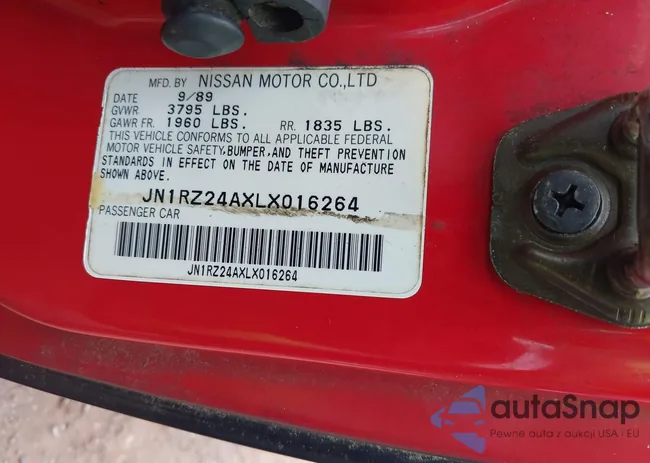 MFD. BY NISSAN MOTOR CO.,LTD
DATE 9/89
GVWR 3795 LBS.
GAWR FR. 1960 LBS. RR. 1835 LBS.
THIS VEHICLE CONFORMS TO ALL APPLICABLE FEDERAL
MOTOR VEHICLE SAFETY, BUMPER, AND THEFT PREVENTION
STANDARDS IN EFFECT ON THE DATE OF MANUFACTURE
SHOWN ABOVE.
JN1RZ24AXLX016264
PASSENGER CAR
JN1RZ24AXLX016264
autaSnap
Pewne auta z aukcji USA i EU